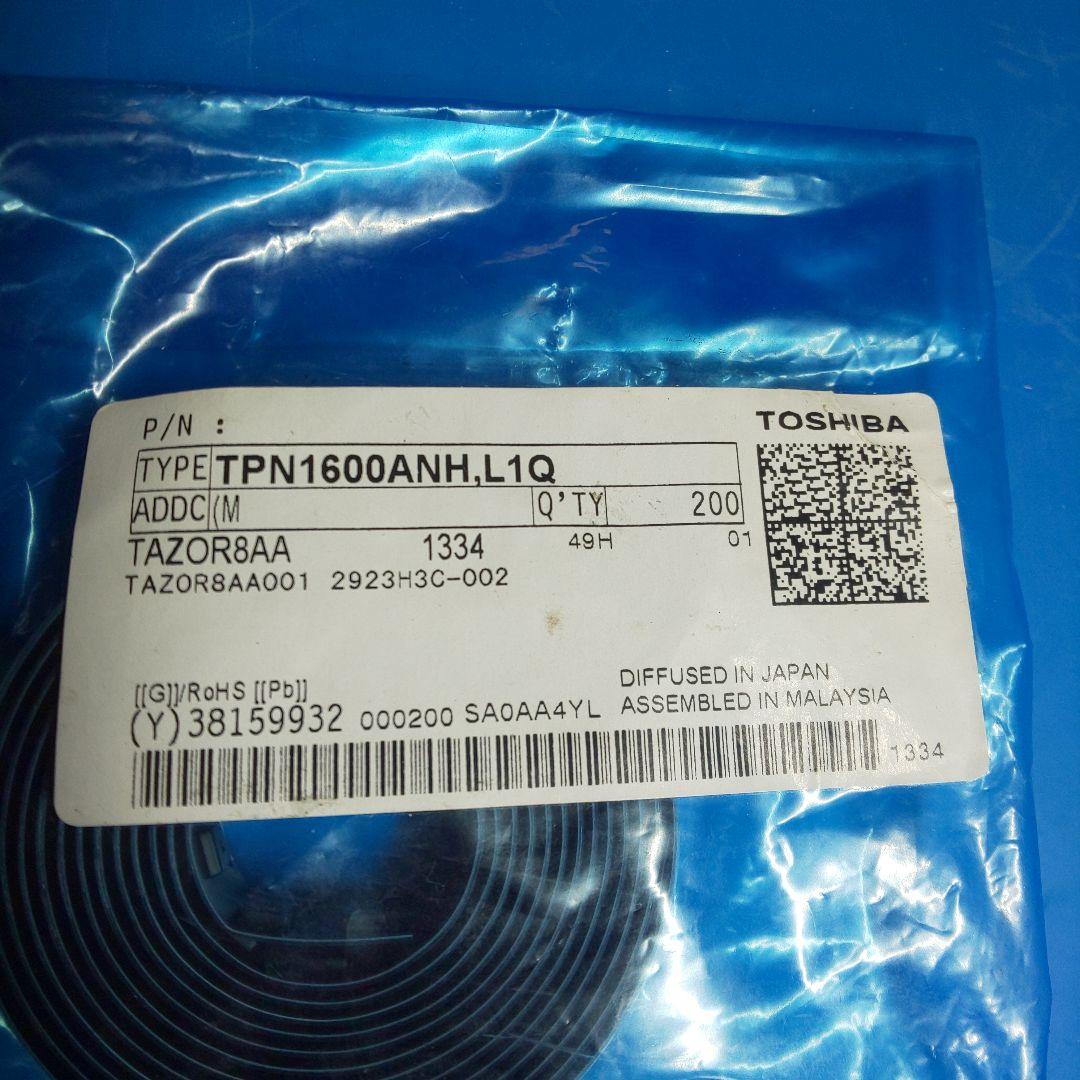 P/N :
TOSHIBA
TYPE TPN1600ANH,L1Q
ADDC (M Q'TY 200
TAZOR8AA 1334 49H 01
TAZOR8AA001 2923H3C-002
[[G]]/RoHS [[Pb]]
DIFFUSED IN JAPAN
(Y)38159932 000200 SA0AA4YL ASSEMBLED IN MALAYSIA
1334